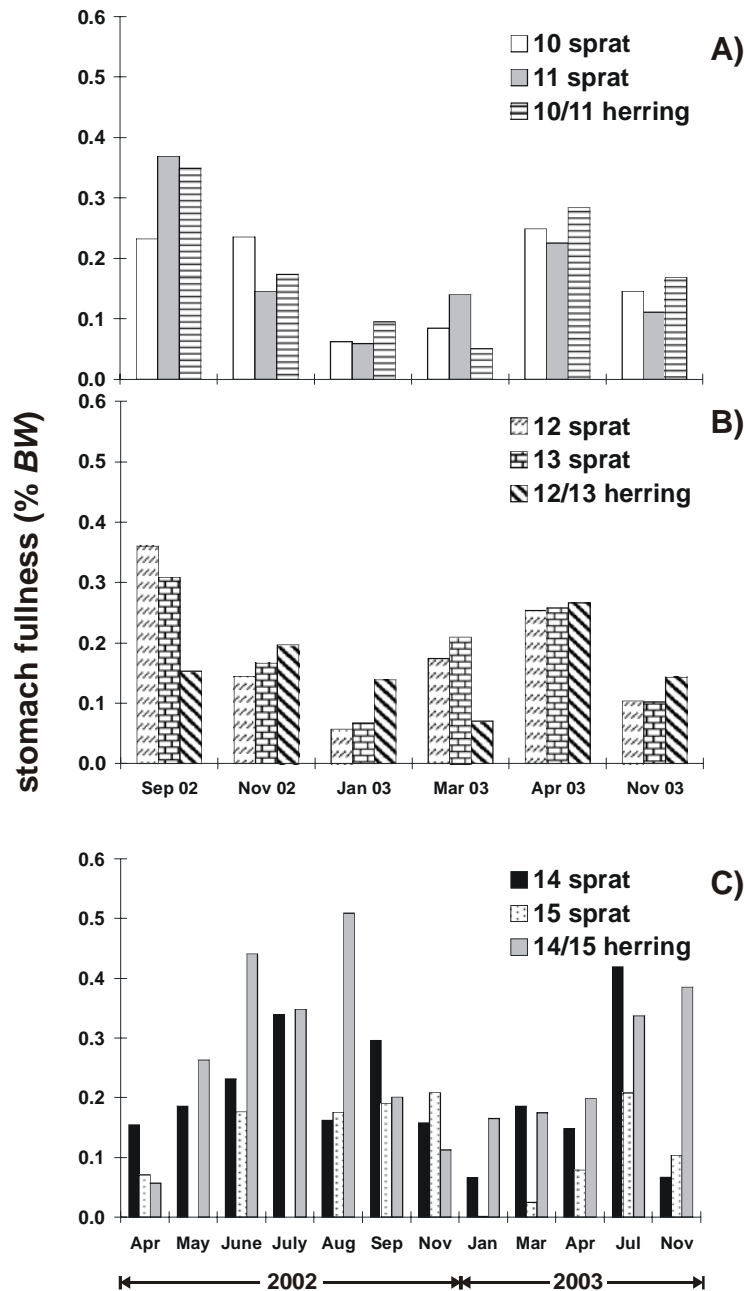 stomach fullness (% BW)
A)
10 sprat
11 sprat
10/11 herring
0.6
0.5
0.4
0.3
0.2
0.1
0.0
B)
12 sprat
13 sprat
12/13 herring
0.6
0.5
0.4
0.3
0.2
0.1
0.0
Sep 02 Nov 02 Jan 03 Mar 03 Apr 03 Nov 03
C)
14 sprat
15 sprat
14/15 herring
0.6
0.5
0.4
0.3
0.2
0.1
0.0
Apr May June July Aug Sep Nov Jan Mar Apr Jul Nov
2002 2003